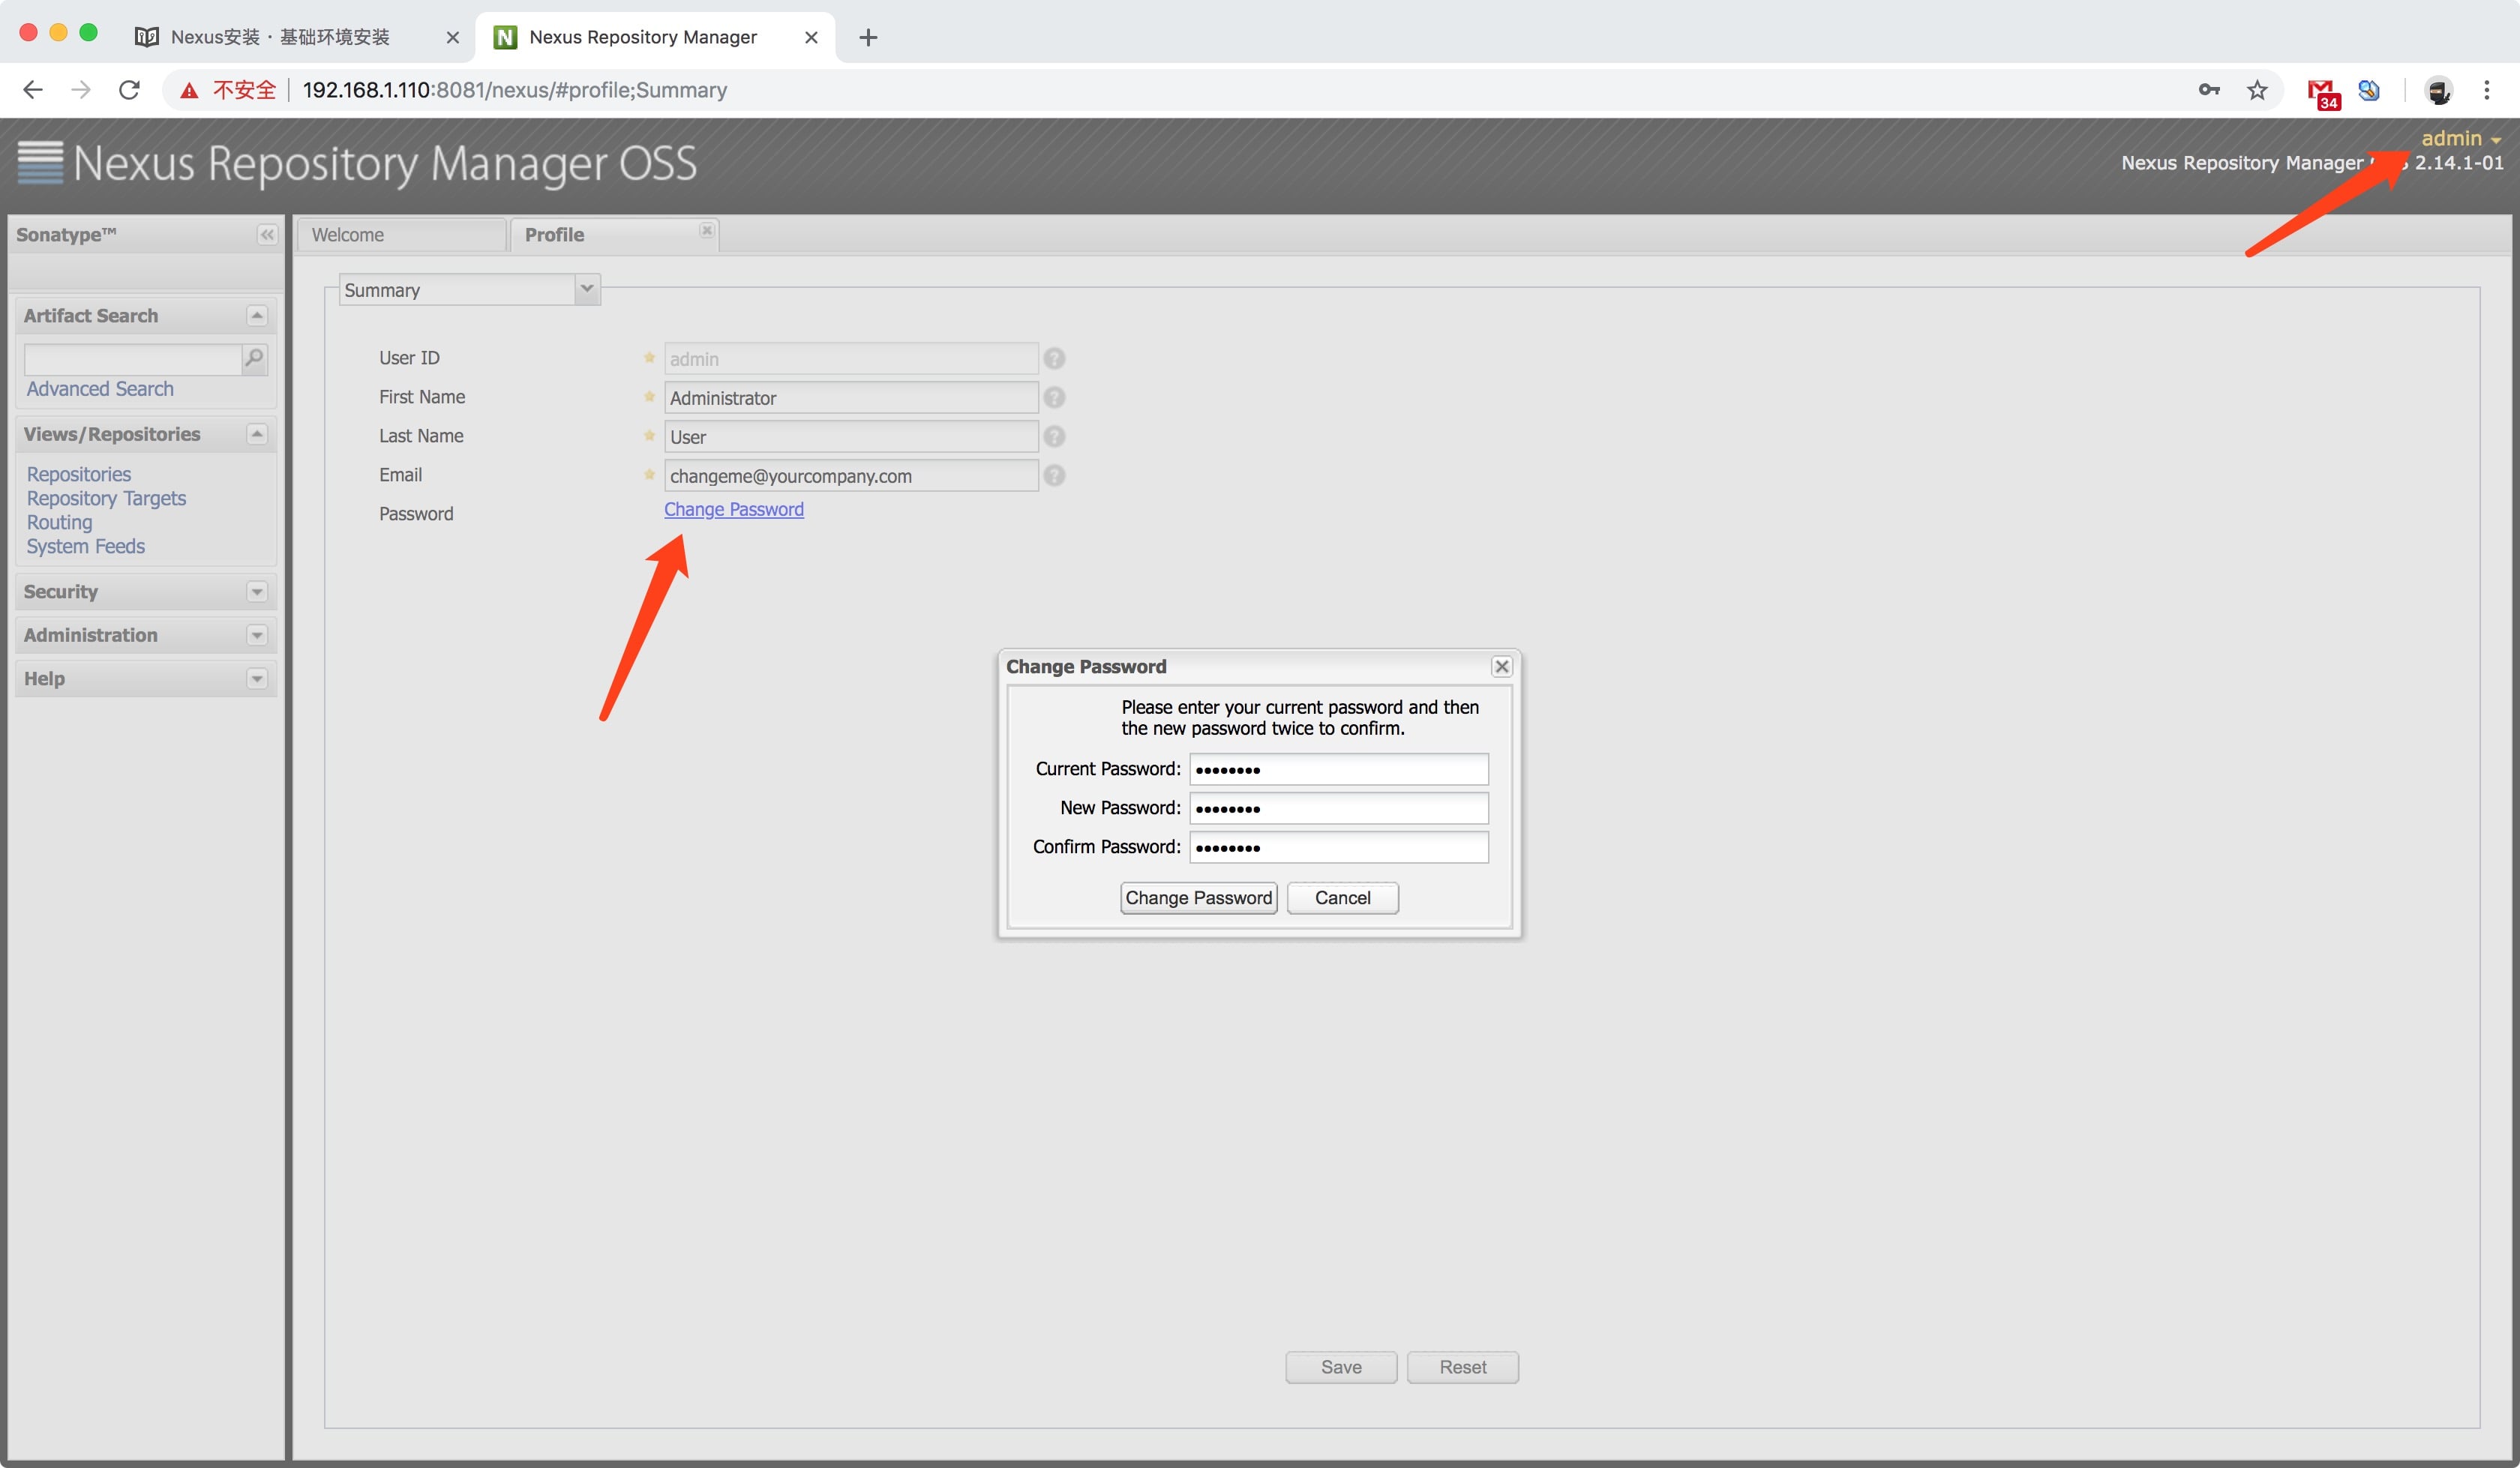 Nexus安装 · 基础环境安装
Nexus Repository Manager
不安全
192.168.1.110:8081/nexus/#profile;Summary
34
Nexus Repository Manager OSS
admin
Nexus Repository Manager 2.14.1-01
Sonatype™
Welcome
Profile
Artifact Search
Advanced Search
Views/Repositories
Repositories
Repository Targets
Routing
System Feeds
Security
Administration
Help
Summary
User ID
admin
First Name
Administrator
Last Name
User
Email
changeme@yourcompany.com
Password
Change Password
Change Password
Please enter your current password and then
the new password twice to confirm.
Current Password: ••••••••
New Password: ••••••••
Confirm Password: ••••••••
Change Password
Cancel
Save
Reset